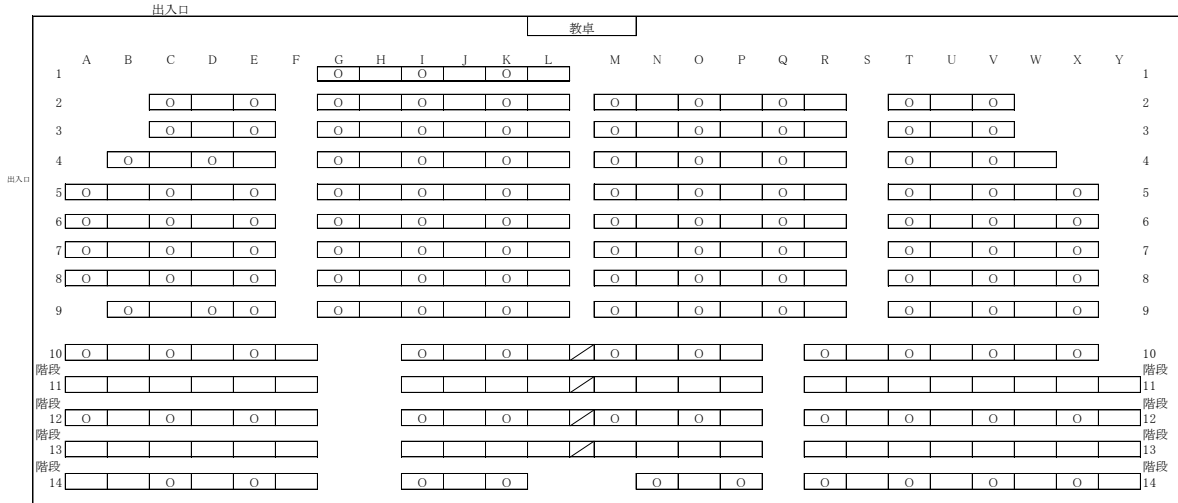 出入口
教卓
A B C D E F G H I J K L M N O P Q R S T U V W X Y
1 O O O 1
2 O O O O O O O O O O 2
3 O O O O O O O O O O 3
4 O O O O O O O O O O 4
出入口
5 O O O O O O O O O O O O 5
6 O O O O O O O O O O O O 6
7 O O O O O O O O O O O O 7
8 O O O O O O O O O O O O 8
9 O O O O O O O O O O O O 9
10 O O O O O O O O O O O 10
階段 階段
11 11
階段 階段
12 O O O O O O O O O O O 12
階段 階段
13 13
階段 階段
14 O O O O O O O O O O 14